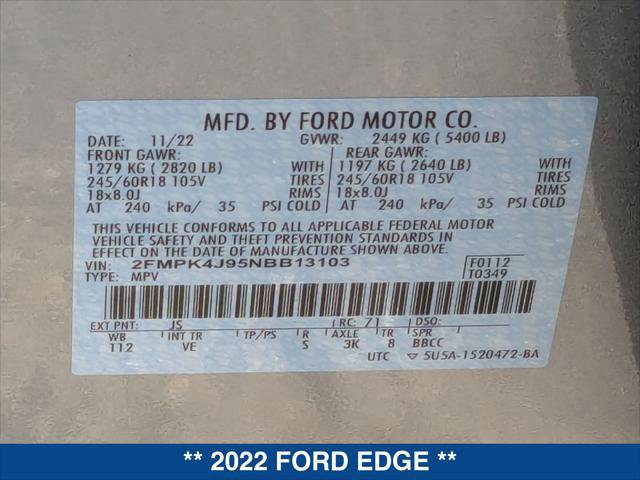 MFD. BY FORD MOTOR CO.
DATE: 11/22 GVWR: 2449 KG ( 5400 LB)
FRONT GAWR: REAR GAWR:
1279 KG ( 2820 LB) WITH 1197 KG ( 2640 LB) WITH
245/60R18 105V TIRES 245/60R18 105V TIRES
18x8.0J RIMS 18x8.0J RIMS
AT 240 kPa/ 35 PSI COLD AT 240 kPa/ 35 PSI COLD
THIS VEHICLE CONFORMS TO ALL APPLICABLE FEDERAL MOTOR
VEHICLE SAFETY AND THEFT PREVENTION STANDARDS IN
EFFECT ON THE DATE OF MANUFACTURE SHOWN ABOVE.
VIN: 2FMPK4J95NBB13103 F0112
TYPE: MPV T0349
EXT PNT: JS RC: 71 DSO:
WB INT TR TP/PS R AXLE TR SPR
112 VE S 3K 8 BBCC
UTC ▽ 5U5A-1520472-BA
** 2022 FORD EDGE **